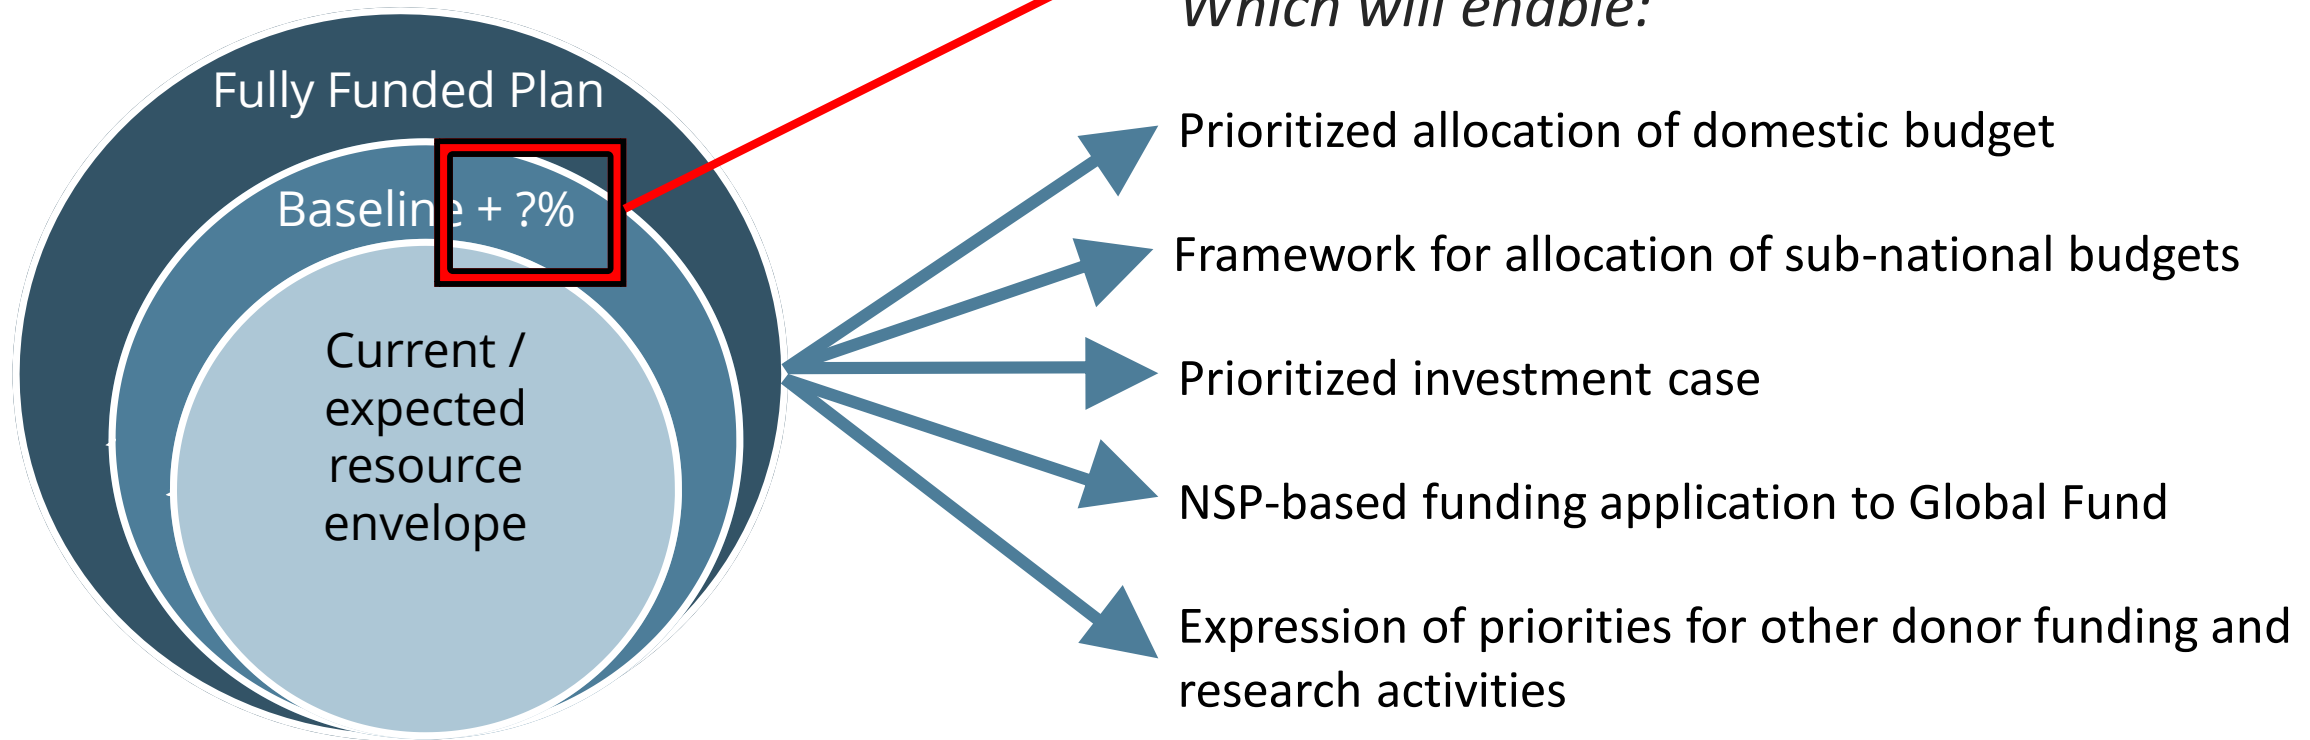 Which will enable:
Fully Funded Plan
Baseline + ?%
Current /
expected
resource
envelope
Prioritized allocation of domestic budget
Framework for allocation of sub-national budgets
Prioritized investment case
NSP-based funding application to Global Fund
Expression of priorities for other donor funding and
research activities